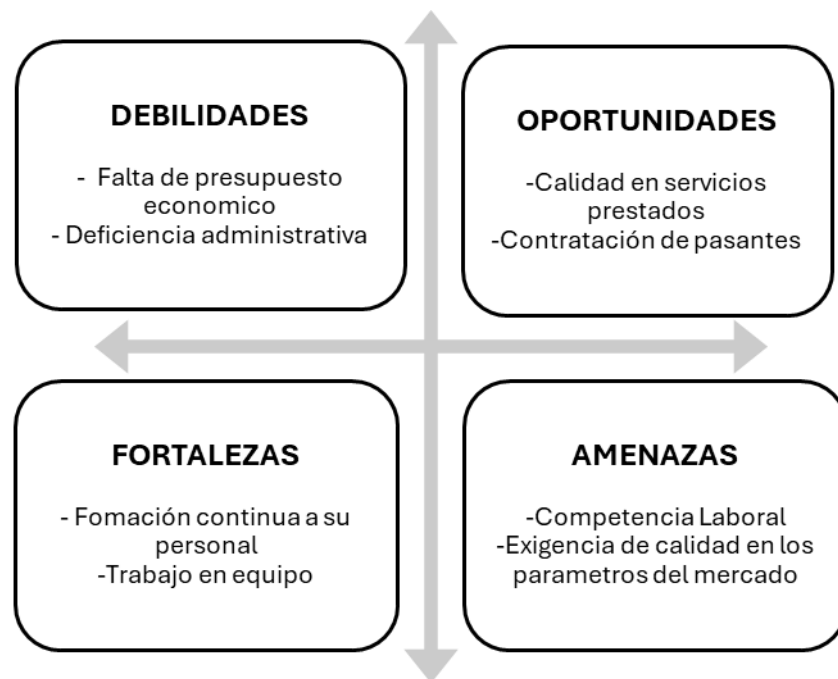 DEBILIDADES
- Falta de presupuesto
economico
- Deficiencia administrativa
OPORTUNIDADES
-Calidad en servicios
prestados
-Contratación de pasantes
FORTALEZAS
- Fomación continua a su
personal
-Trabajo en equipo
AMENAZAS
-Competencia Laboral
-Exigencia de calidad en los
parametros del mercado